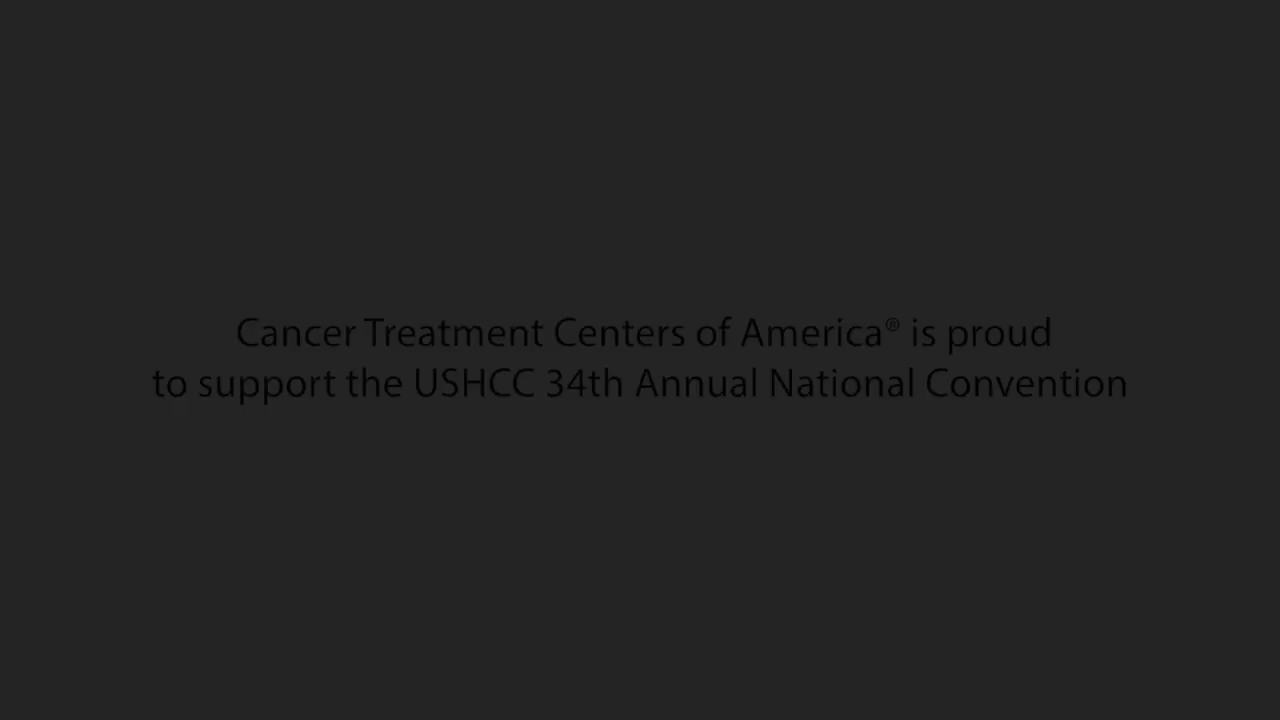 Cancer Treatment Centers of America® is proud
to support the USHCC 34th Annual National Convention